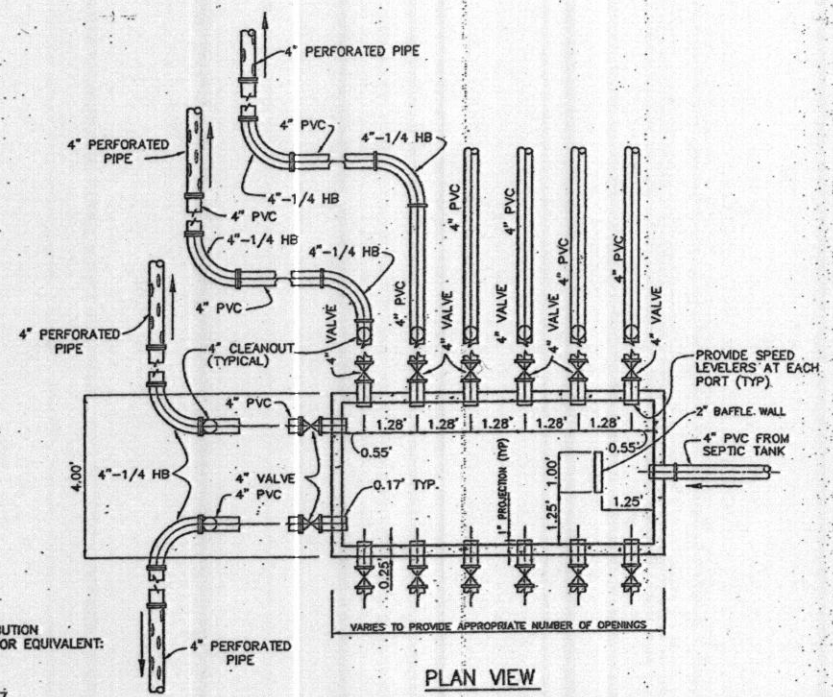 4" PERFORATED PIPE
4" PVC
4"-1/4 HB
4" PERFORATED
PIPE
4"-1/4 HB
4" PVC
4"-1/4 HB
4"-1/4 HB
4" PVC
4" PVC
4" PVC
4" PVC
4" PVC
4" PVC
4" PERFORATED
PIPE
4" CLEANOUT
(TYPICAL)
4" VALVE
4" VALVE
4" VALVE
4" VALVE
4" VALVE
PROVIDE SPEED
LEVELERS AT EACH
PORT (TYP).
2" BAFFLE WALL
4" PVC FROM
SEPTIC TANK
4" PVC
1.28'
1.28'
1.28'
1.28'
1.28'
0.55'
0.55'
4.00'
4"-1/4 HB
4" VALVE
4" PVC
0.17' TYP.
1" PROJECTION (TYP)
1.00'
1.25'
1.25'
0.25'
BUTION
OR EQUIVALENT:
VARIES TO PROVIDE APPROPRIATE NUMBER OF OPENINGS
4" PERFORATED
PIPE
PLAN VIEW